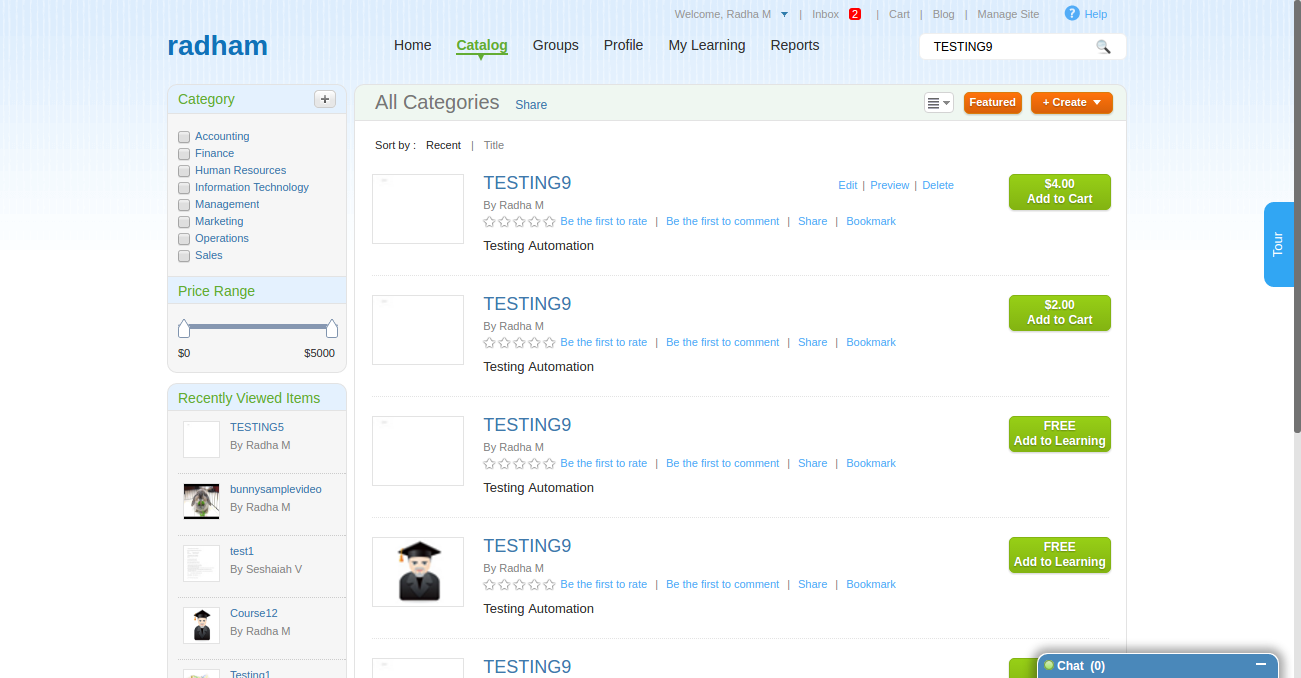 Welcome, Radha M | Inbox 2 | Cart | Blog | Manage Site ? Help
radham
Home Catalog Groups Profile My Learning Reports
TESTING9
Category +
Accounting
Finance
Human Resources
Information Technology
Management
Marketing
Operations
Sales
Price Range
$0 $5000
Recently Viewed Items
TESTING5
By Radha M
bunnysamplevideo
By Radha M
test1
By Seshaiah V
Course12
By Radha M
Testing1
All Categories Share
Featured + Create
Sort by : Recent | Title
TESTING9
Edit | Preview | Delete
$4.00
Add to Cart
By Radha M
Be the first to rate | Be the first to comment | Share | Bookmark
Testing Automation
TESTING9
$2.00
Add to Cart
By Radha M
Be the first to rate | Be the first to comment | Share | Bookmark
Testing Automation
TESTING9
FREE
Add to Learning
By Radha M
Be the first to rate | Be the first to comment | Share | Bookmark
Testing Automation
TESTING9
FREE
Add to Learning
By Radha M
Be the first to rate | Be the first to comment | Share | Bookmark
Testing Automation
TESTING9
Tour
Chat (0)